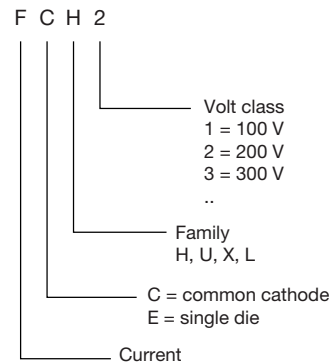 F C H 2
Volt class
1 = 100 V
2 = 200 V
3 = 300 V
..
Family
H, U, X, L
C = common cathode
E = single die
Current